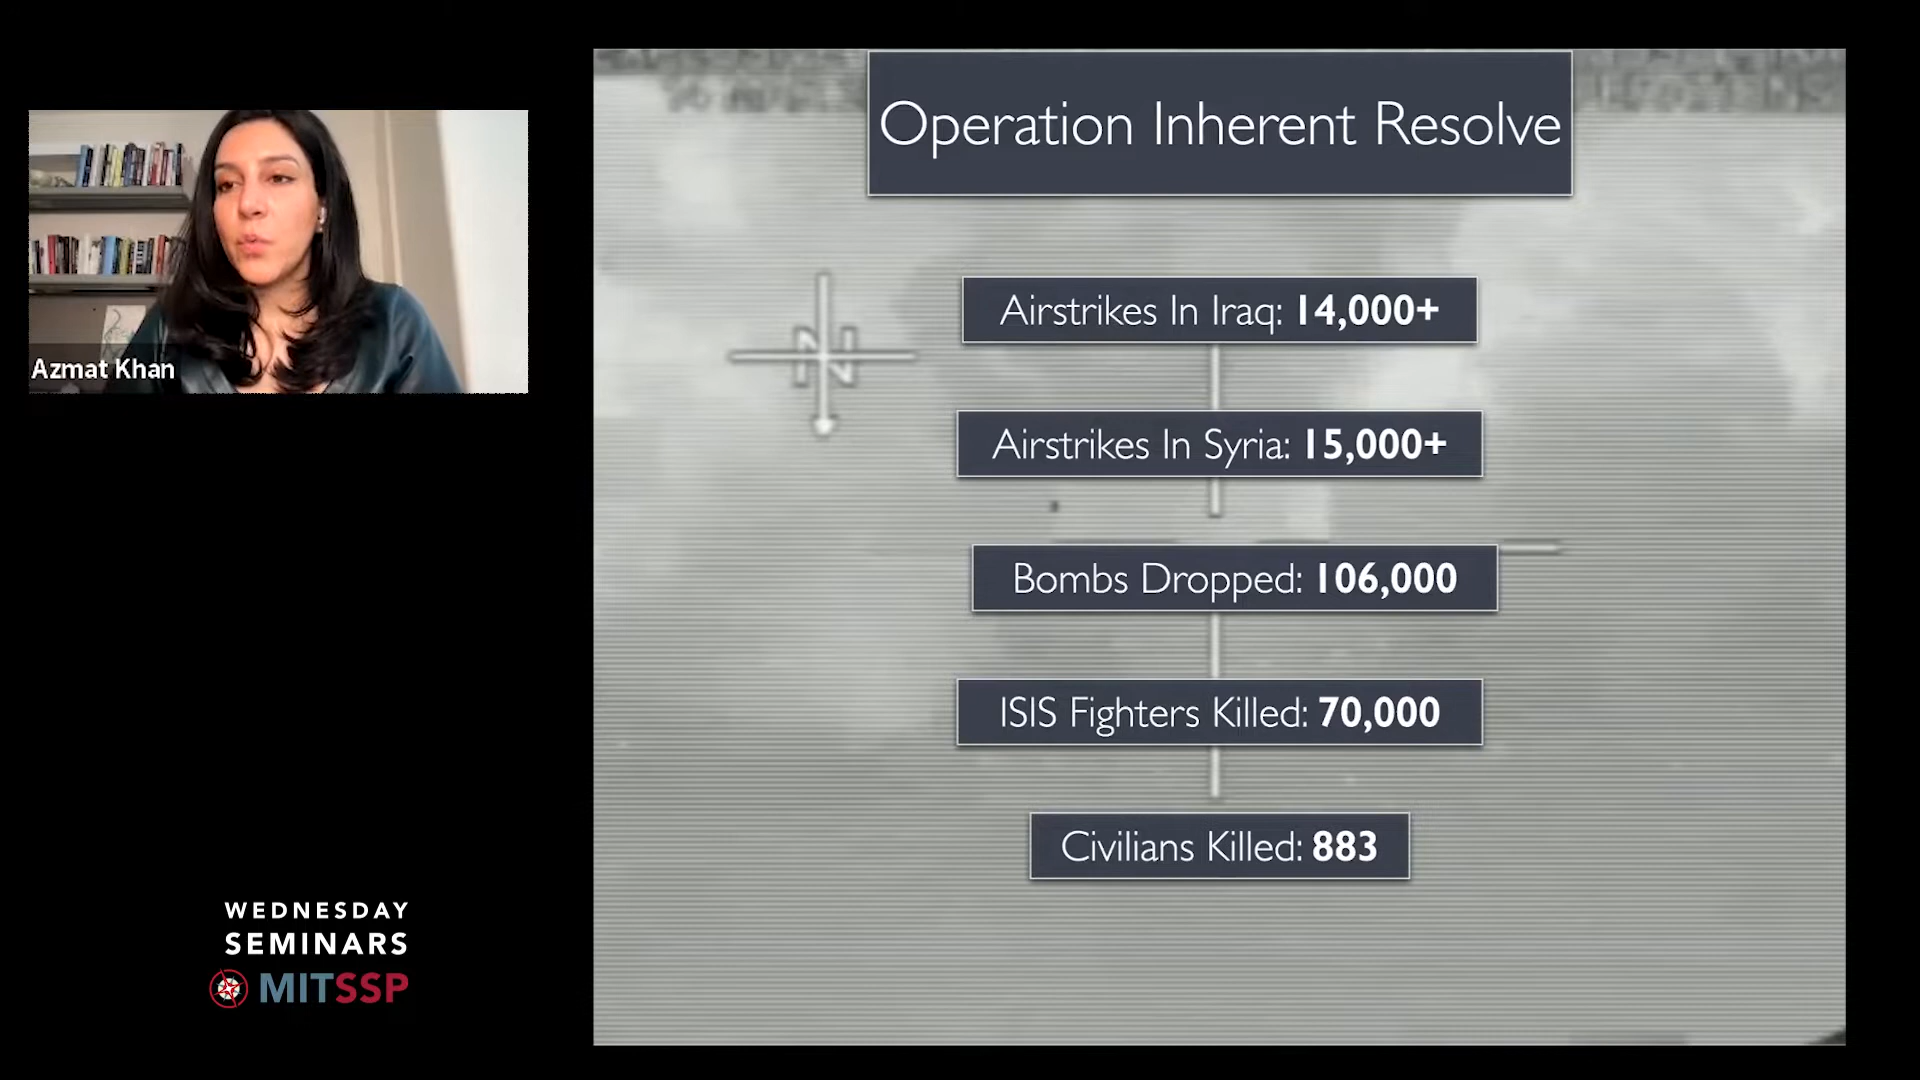 Operation Inherent Resolve
Airstrikes In Iraq: 14,000+
N
Airstrikes In Syria: 15,000+
Azmat Khan
Bombs Dropped: 106,000
ISIS Fighters Killed: 70,000
Civilians Killed: 883
WEDNESDAY
SEMINARS
MITSSP